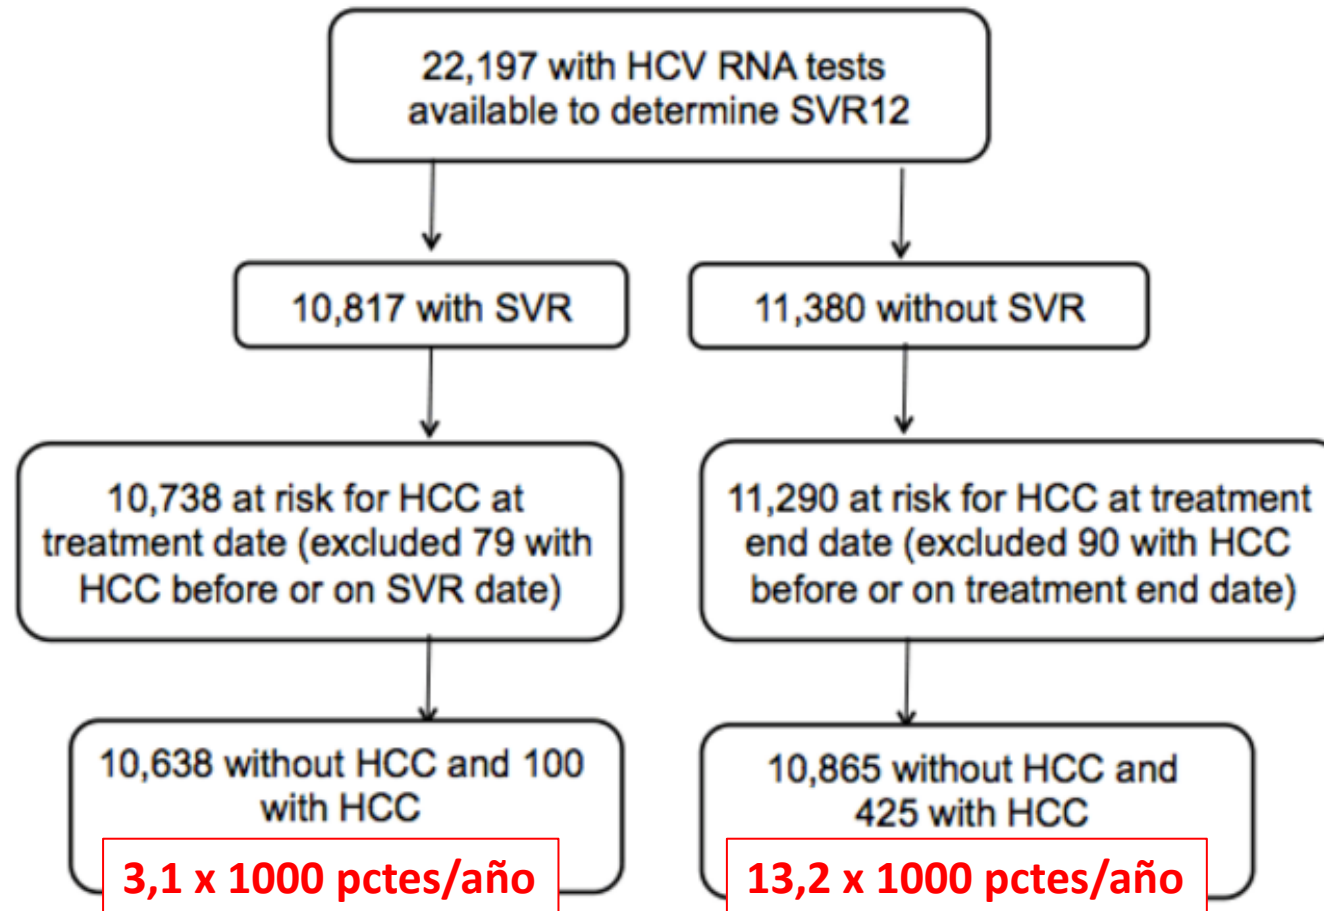 22,197 with HCV RNA tests
available to determine SVR12
10,817 with SVR
11,380 without SVR
10,738 at risk for HCC at
treatment date (excluded 79 with
HCC before or on SVR date)
11,290 at risk for HCC at treatment
end date (excluded 90 with HCC
before or on treatment end date)
10,638 without HCC and 100
with HCC
3,1 x 1000 pctes/año
10,865 without HCC and
425 with HCC
13,2 x 1000 pctes/año